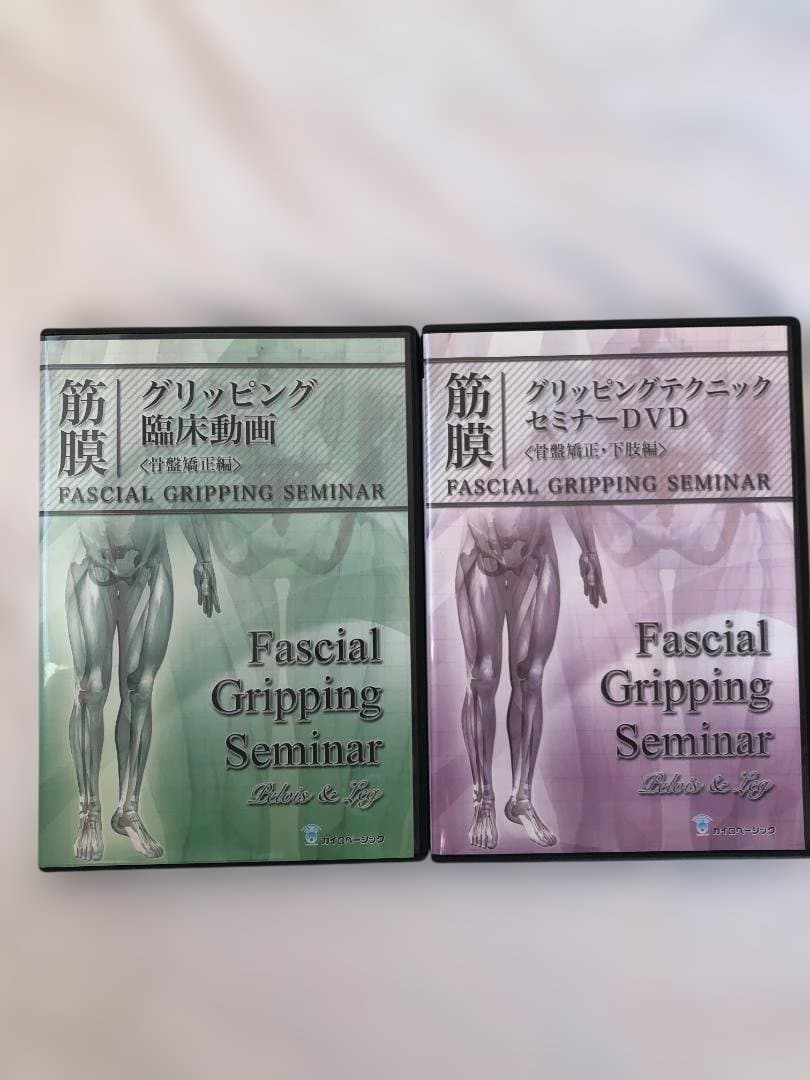 筋膜
グリッピング
臨床動画
〈骨盤矯正編〉
FASCIAL GRIPPING SEMINAR
Fascial
Gripping
Seminar
Pelvis & Leg
カイロベーシック
筋膜
グリッピングテクニック
セミナーDVD
〈骨盤矯正・下肢編〉
FASCIAL GRIPPING SEMINAR
Fascial
Gripping
Seminar
Pelvis & Leg
カイロベーシック